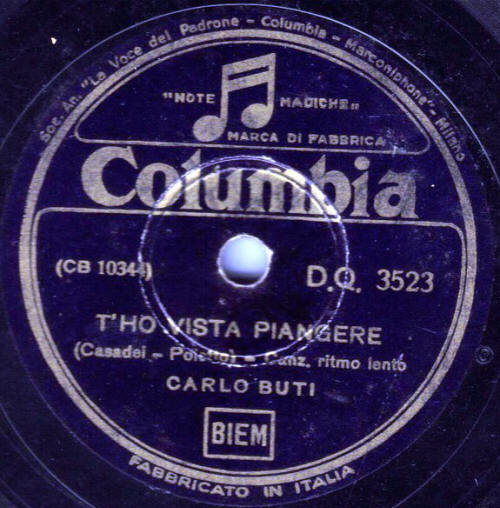 Soc. An. "La Voce del Padrone - Columbia - Marconiphone" - Milano
"NOTE MAGICHE"
MARCA DI FABBRICA
Columbia
(CB 10344)
D.Q. 3523
T'HO VISTA PIANGERE
(Casadei - Poletto) - Canz. ritmo lento
CARLO BUTI
BIEM
FABBRICATO IN ITALIA